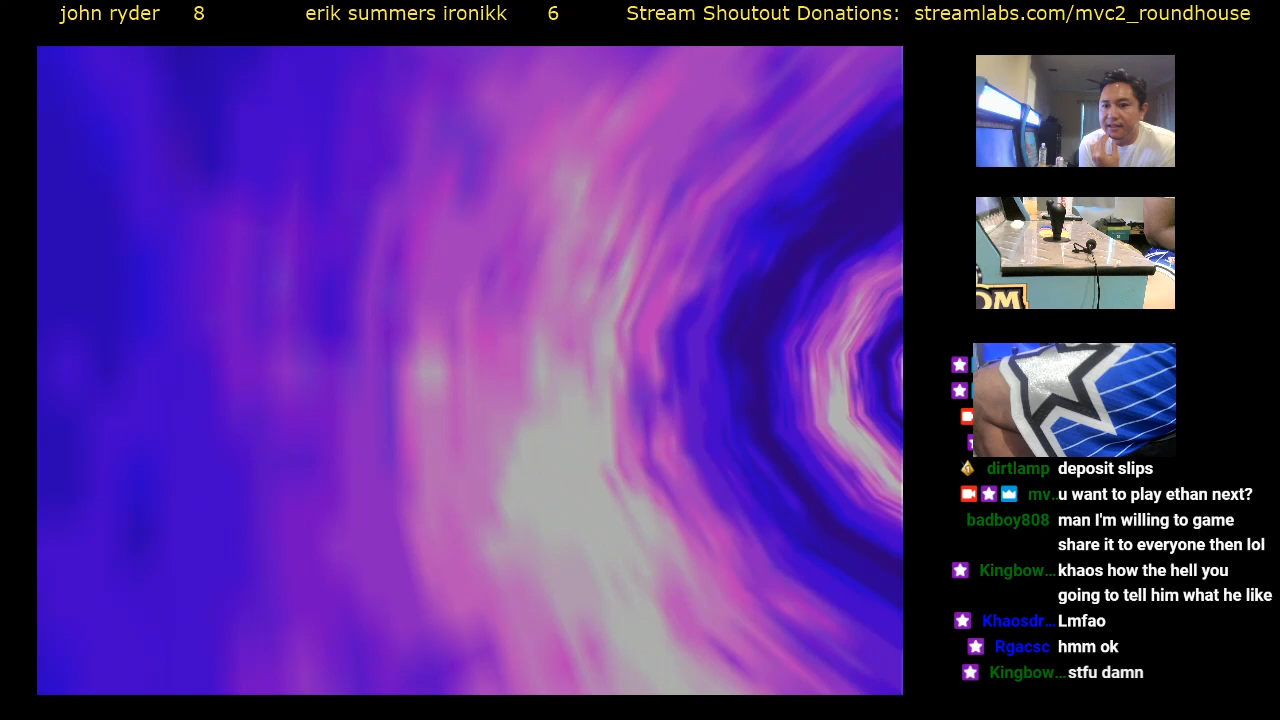 john ryder 8 erik summers ironikk 6 Stream Shoutout Donations: streamlabs.com/mvc2_roundhouse
OM
dirtlamp deposit slips
mv.. u want to play ethan next?
badboy808 man I'm willing to game
share it to everyone then lol
Kingbow... khaos how the hell you
going to tell him what he like
Khaosdr... Lmfao
Rgacsc hmm ok
Kingbow... stfu damn